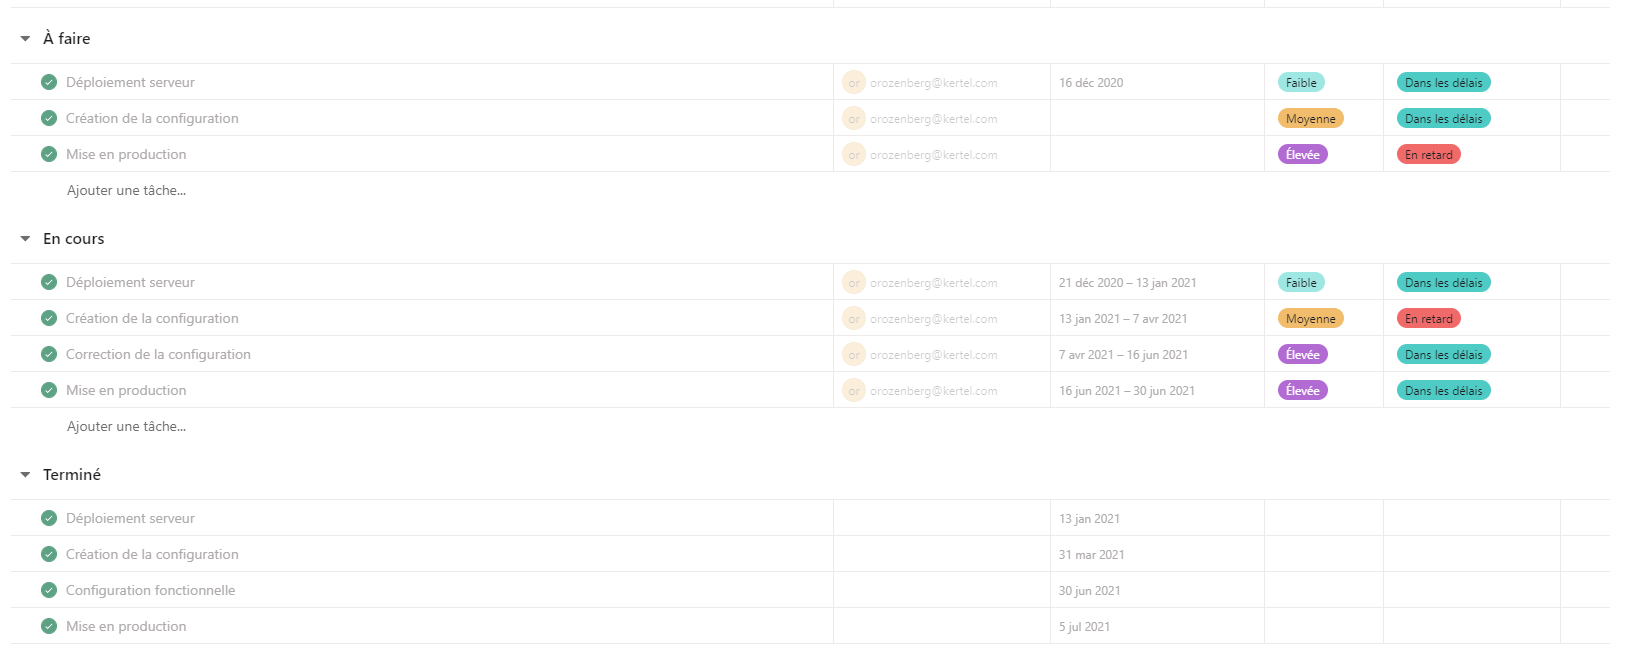 À faire
Déploiement serveur or orozenberg@kertel.com 16 déc 2020 Faible Dans les délais
Création de la configuration or orozenberg@kertel.com Moyenne Dans les délais
Mise en production or orozenberg@kertel.com Élevée En retard
Ajouter une tâche...
En cours
Déploiement serveur or orozenberg@kertel.com 21 déc 2020 – 13 jan 2021 Faible Dans les délais
Création de la configuration or orozenberg@kertel.com 13 jan 2021 – 7 avr 2021 Moyenne En retard
Correction de la configuration or orozenberg@kertel.com 7 avr 2021 – 16 jun 2021 Élevée Dans les délais
Mise en production or orozenberg@kertel.com 16 jun 2021 – 30 jun 2021 Élevée Dans les délais
Ajouter une tâche...
Terminé
Déploiement serveur 13 jan 2021
Création de la configuration 31 mar 2021
Configuration fonctionnelle 30 jun 2021
Mise en production 5 jul 2021